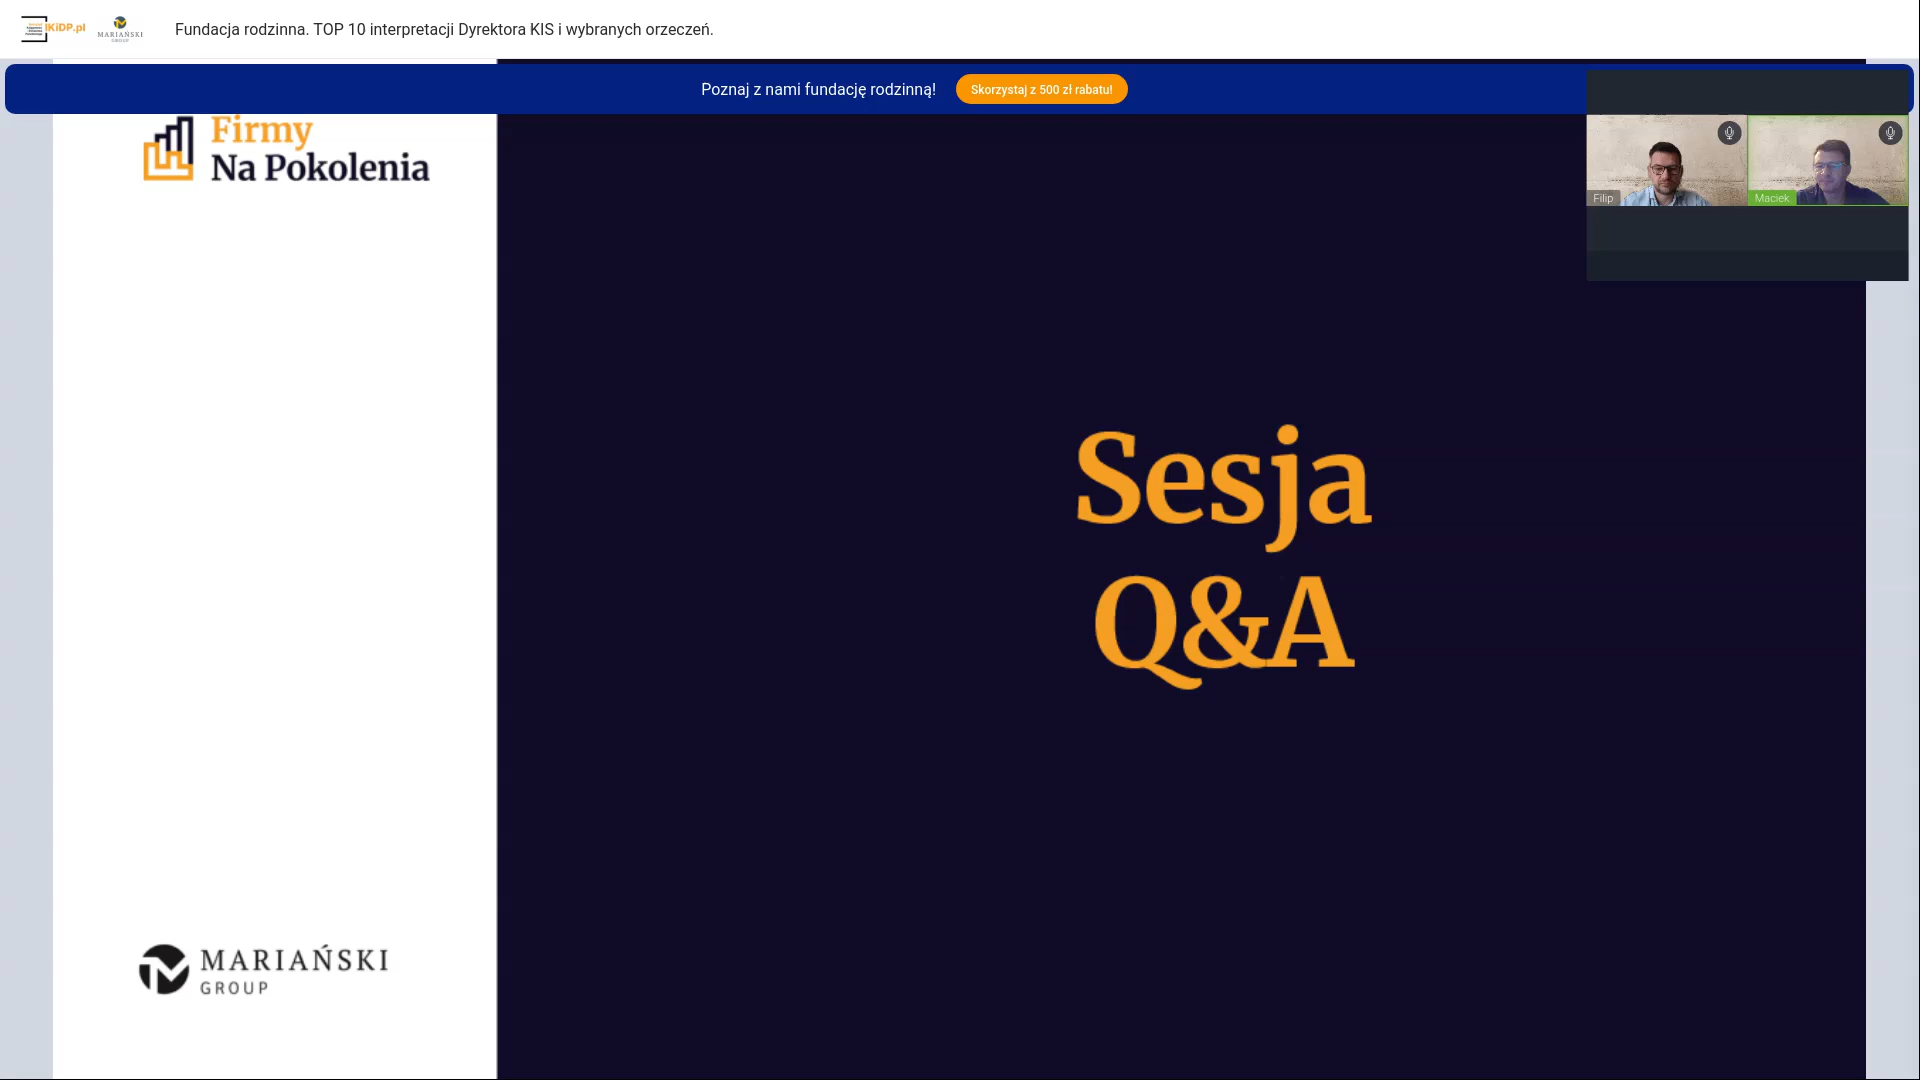 IKiDP.pl
MARIAŃSKI
GROUP
Fundacja rodzinna. TOP 10 interpretacji Dyrektora KIS i wybranych orzeczeń.
Poznaj z nami fundację rodzinną!
Skorzystaj z 500 zł rabatu!
Firmy
Na Pokolenia
Filip
Maciek
Sesja
Q&A
MARIAŃSKI
GROUP